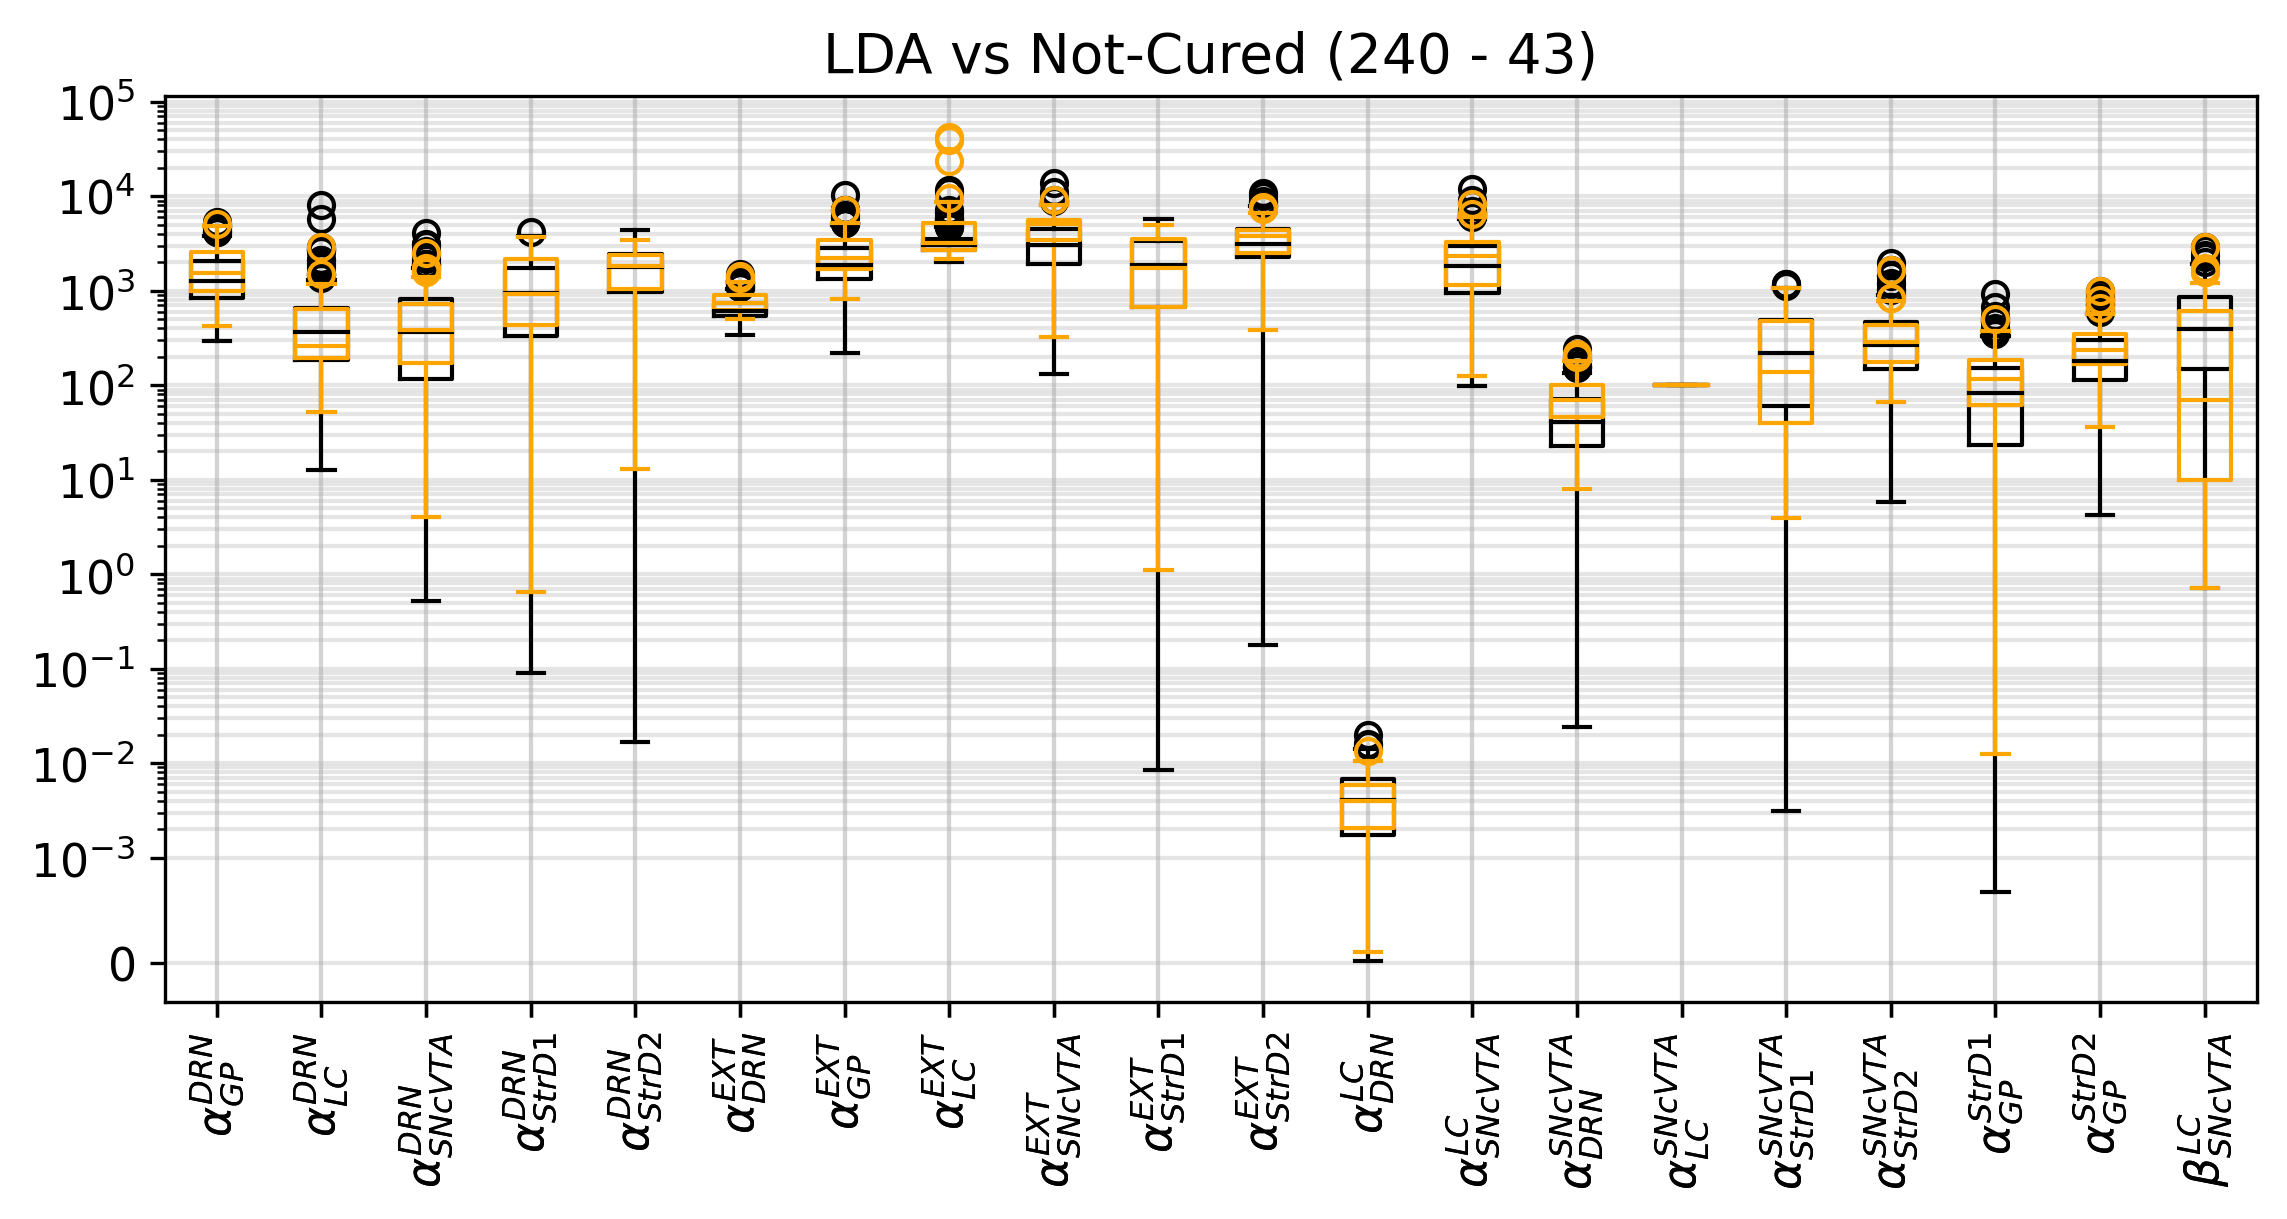 LDA vs Not-Cured (240 - 43)
10^5
10^4
10^3
10^2
10^1
10^0
10^-1
10^-2
10^-3
0
α^DRN_GP
α^DRN_LC
α^DRN_SNcVTA
α^DRN_StrD1
α^DRN_StrD2
α^EXT_DRN
α^EXT_GP
α^EXT_LC
α^EXT_SNcVTA
α^EXT_StrD1
α^EXT_StrD2
α^LC_DRN
α^LC_SNcVTA
α^SNcVTA_DRN
α^SNcVTA_LC
α^SNcVTA_StrD1
α^SNcVTA_StrD2
α^StrD1_GP
α^StrD2_GP
β^LC_SNcVTA